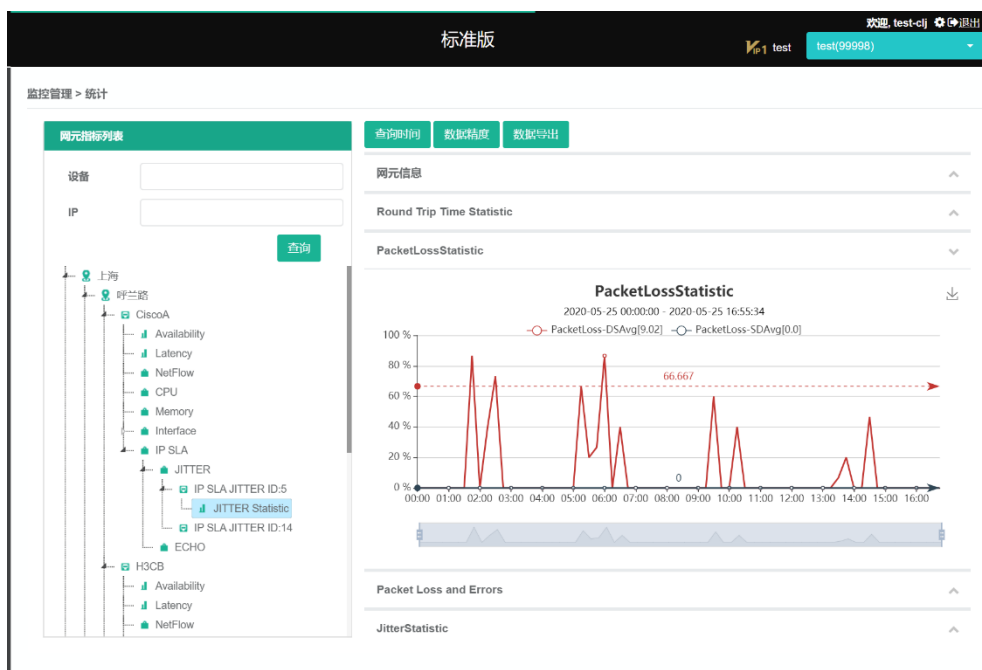 欢迎, test-clj 退出
标准版
VIP1 test
test(99998)
监控管理 > 统计
网元指标列表
设备
IP
查询
上海
呼兰路
CiscoA
Availability
Latency
NetFlow
CPU
Memory
Interface
IP SLA
JITTER
IP SLA JITTER ID:5
JITTER Statistic
IP SLA JITTER ID:14
ECHO
H3CB
Availability
Latency
NetFlow
查询时间 数据精度 数据导出
网元信息
Round Trip Time Statistic
PacketLossStatistic
PacketLossStatistic
2020-05-25 00:00:00 - 2020-05-25 16:55:34
PacketLoss-DSAvg[9.02] PacketLoss-SDAvg[0.0]
100 %
80 %
66.667
60 %
40 %
20 %
0
0 %
00:00 01:00 02:00 03:00 04:00 05:00 06:00 07:00 08:00 09:00 10:00 11:00 12:00 13:00 14:00 15:00 16:00
Packet Loss and Errors
JitterStatistic